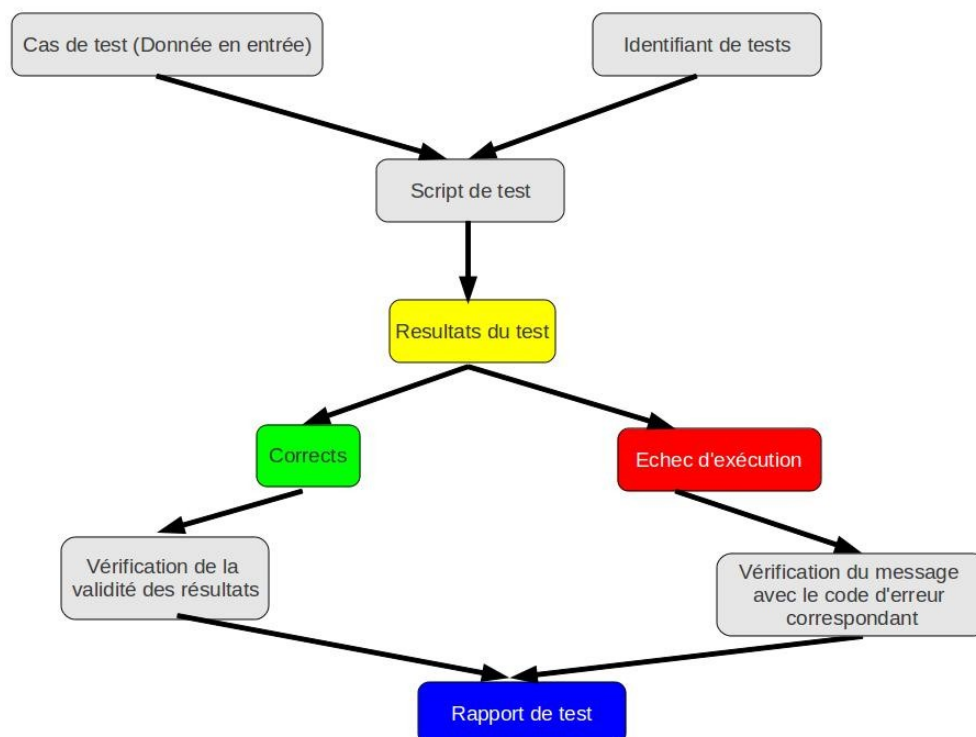 Cas de test (Donnée en entrée)
Identifiant de tests
Script de test
Resultats du test
Corrects
Echec d'exécution
Vérification de la
validité des résultats
Vérification du message
avec le code d'erreur
correspondant
Rapport de test